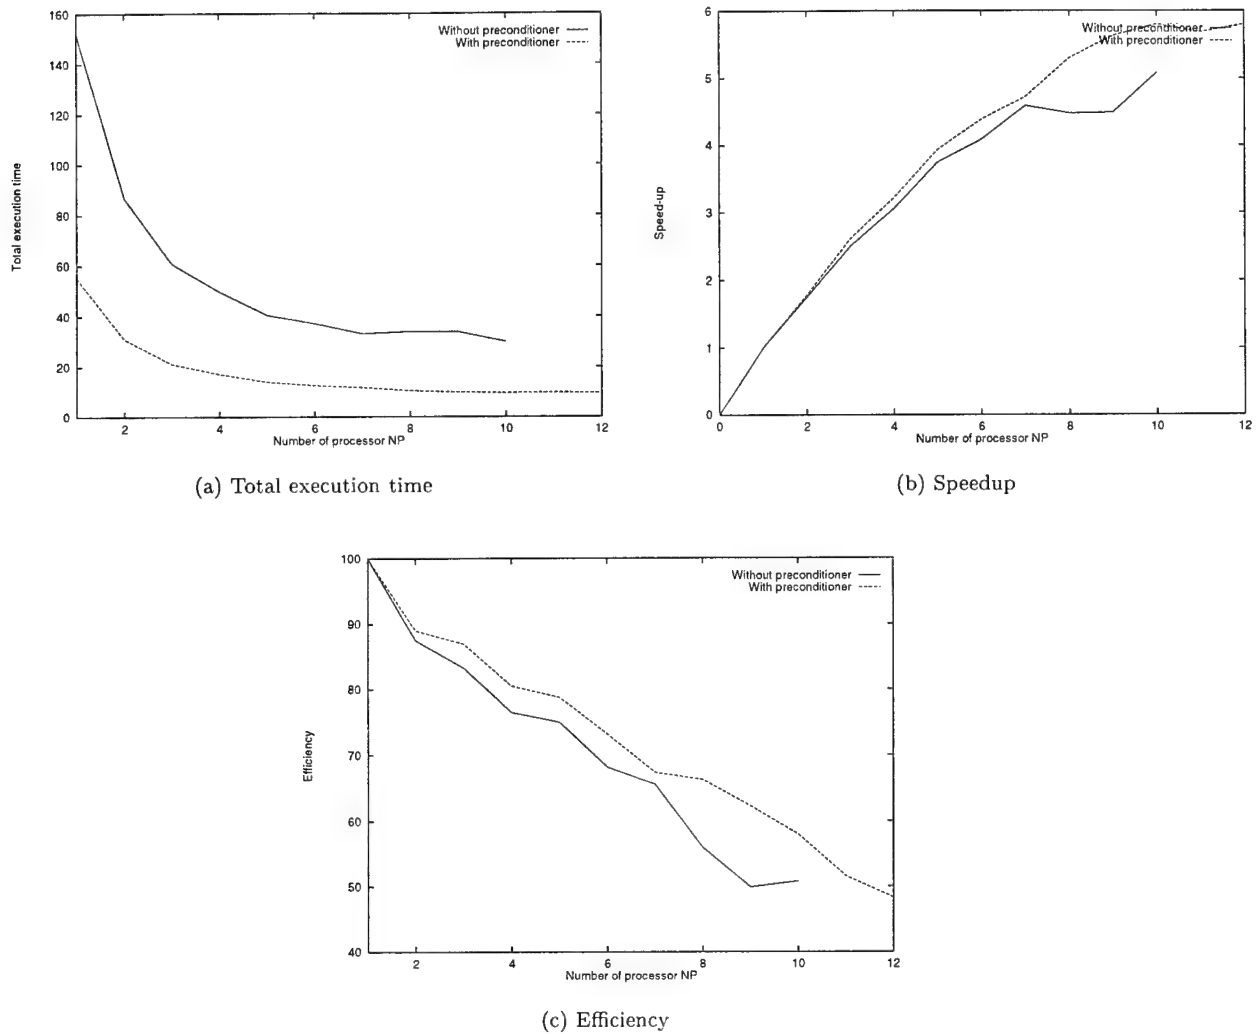 160
140
120
100
80
60
40
20
0
Total execution time
Without preconditioner
With preconditioner
2
4
6
8
10
12
Number of processor NP
(a) Total execution time
6
5
4
3
2
1
0
Speed-up
Without preconditioner
With preconditioner
0
2
4
6
8
10
12
Number of processor NP
(b) Speedup
100
90
80
70
60
50
40
Efficiency
Without preconditioner
With preconditioner
2
4
6
8
10
12
Number of processor NP
(c) Efficiency